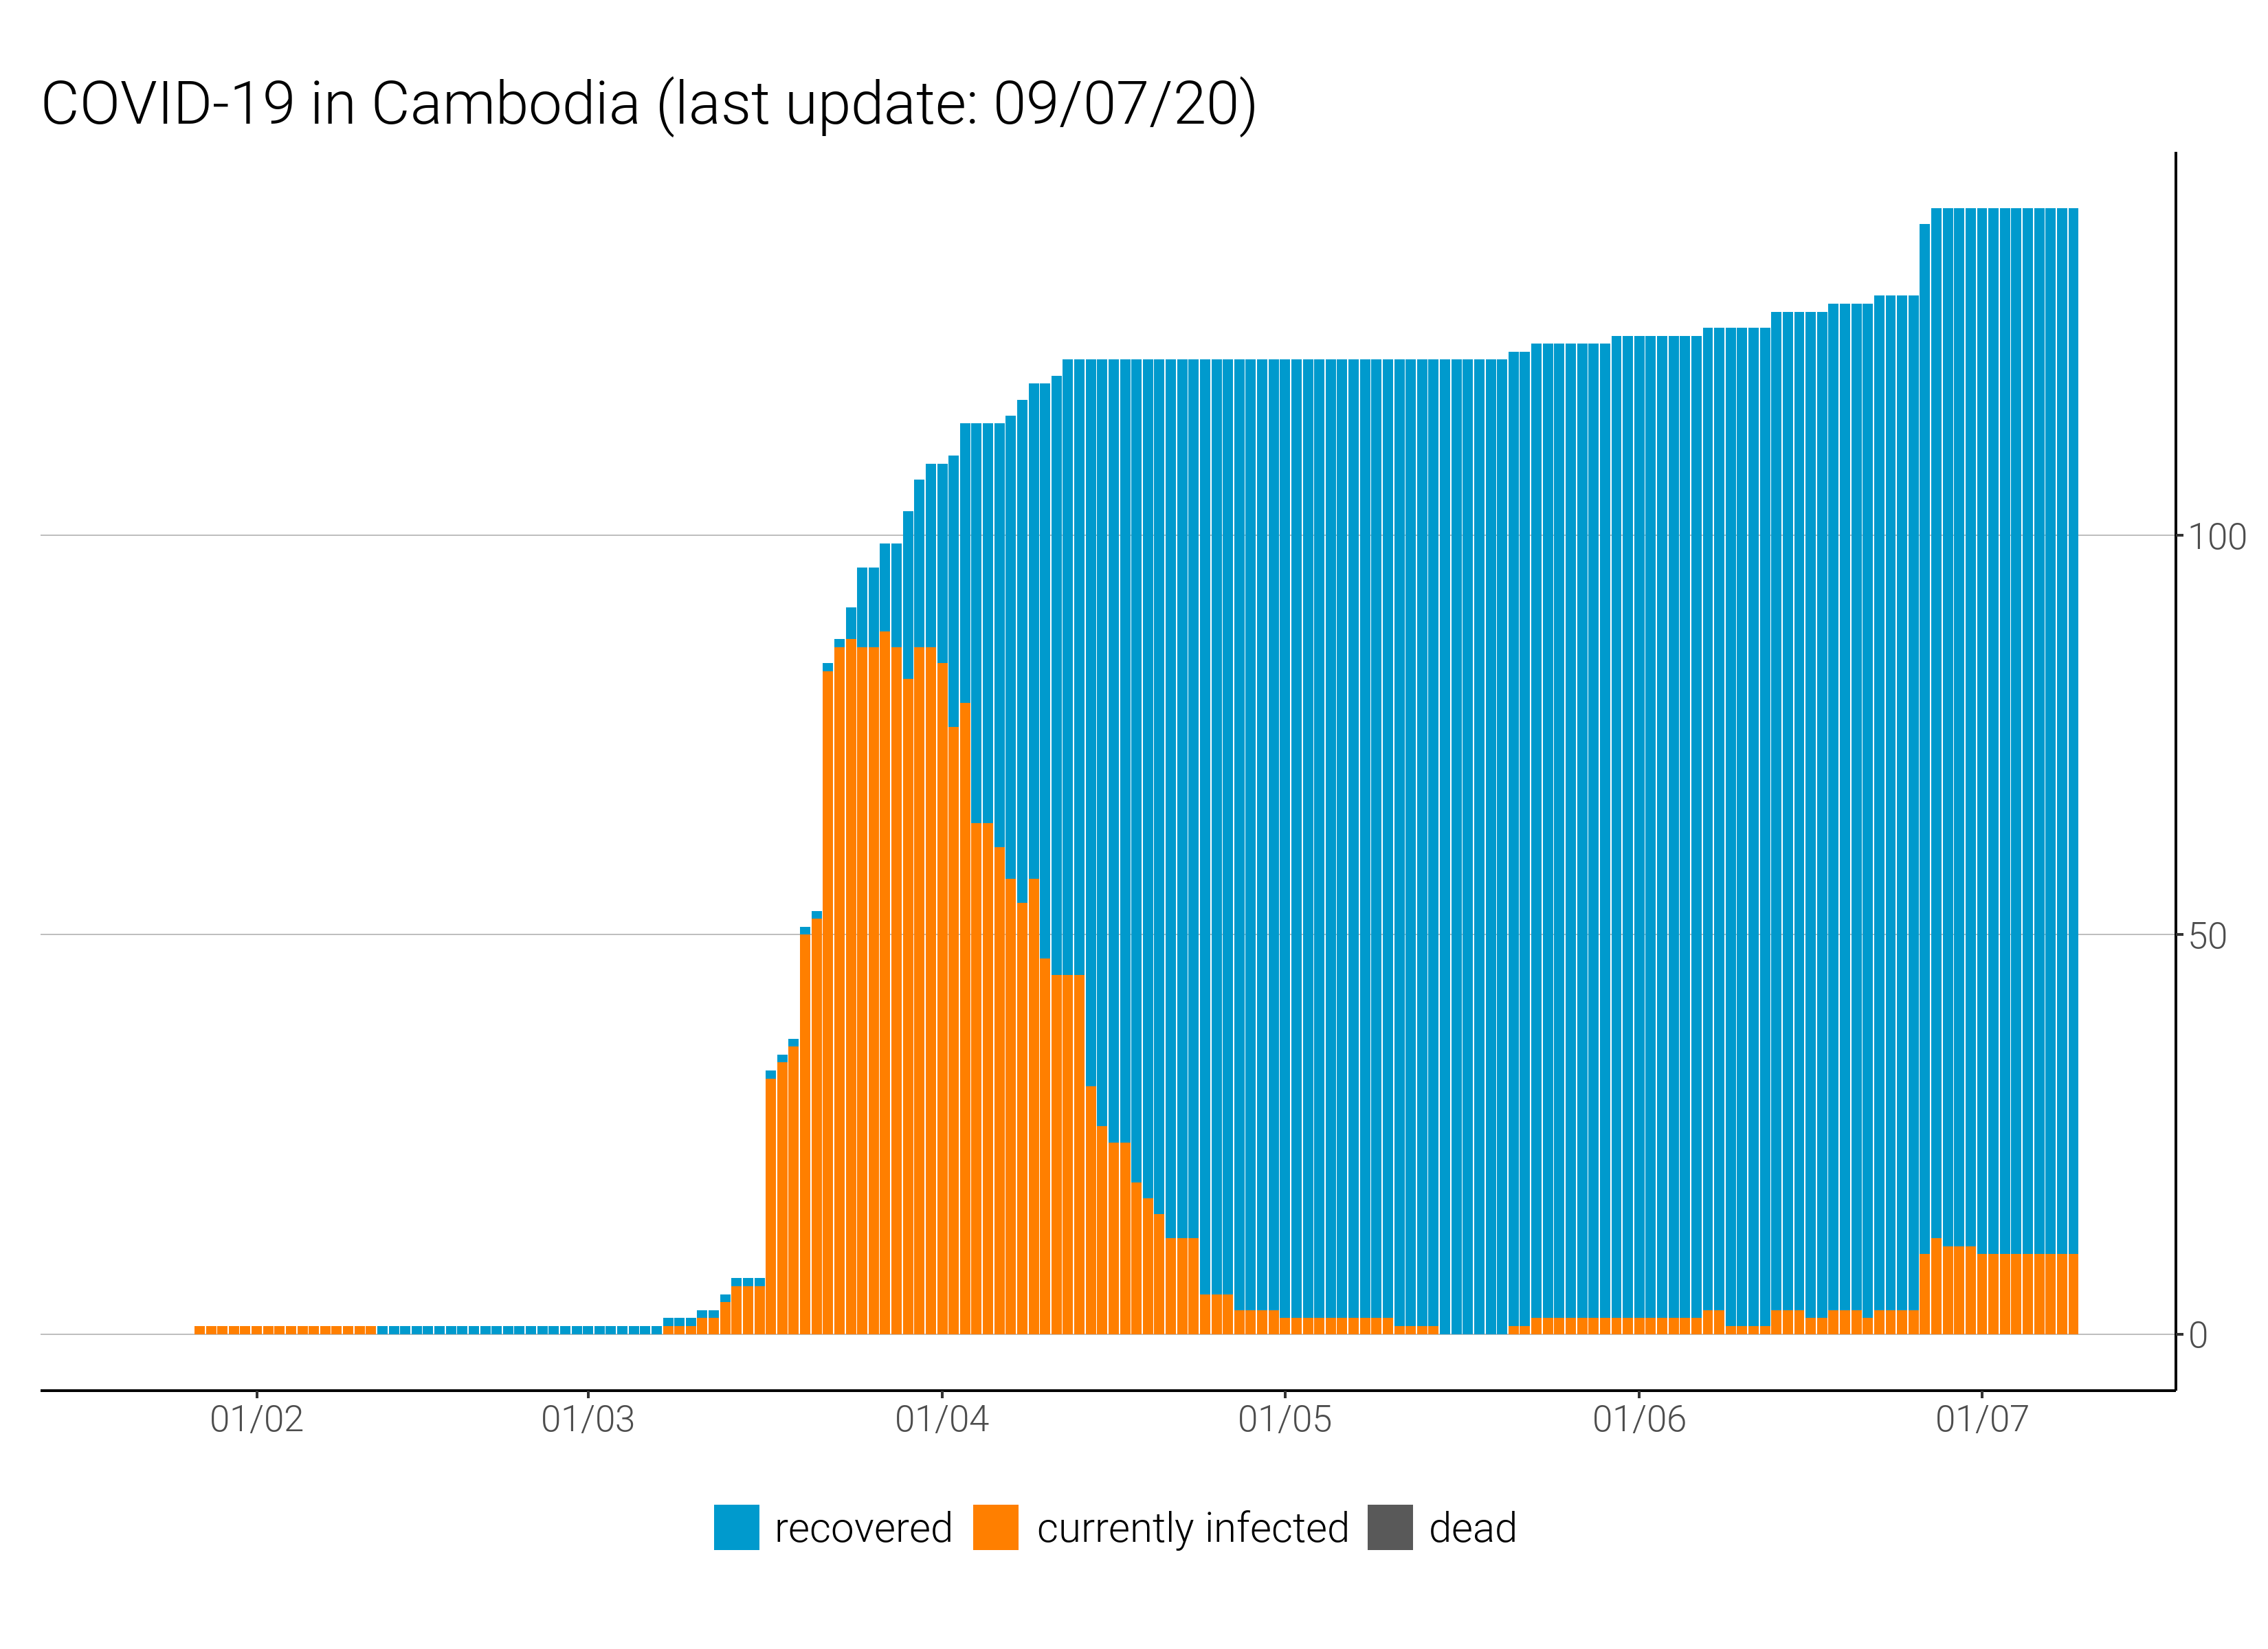 COVID-19 in Cambodia (last update: 09/07/20)
100
50
0
01/02 01/03 01/04 01/05 01/06 01/07
recovered currently infected dead